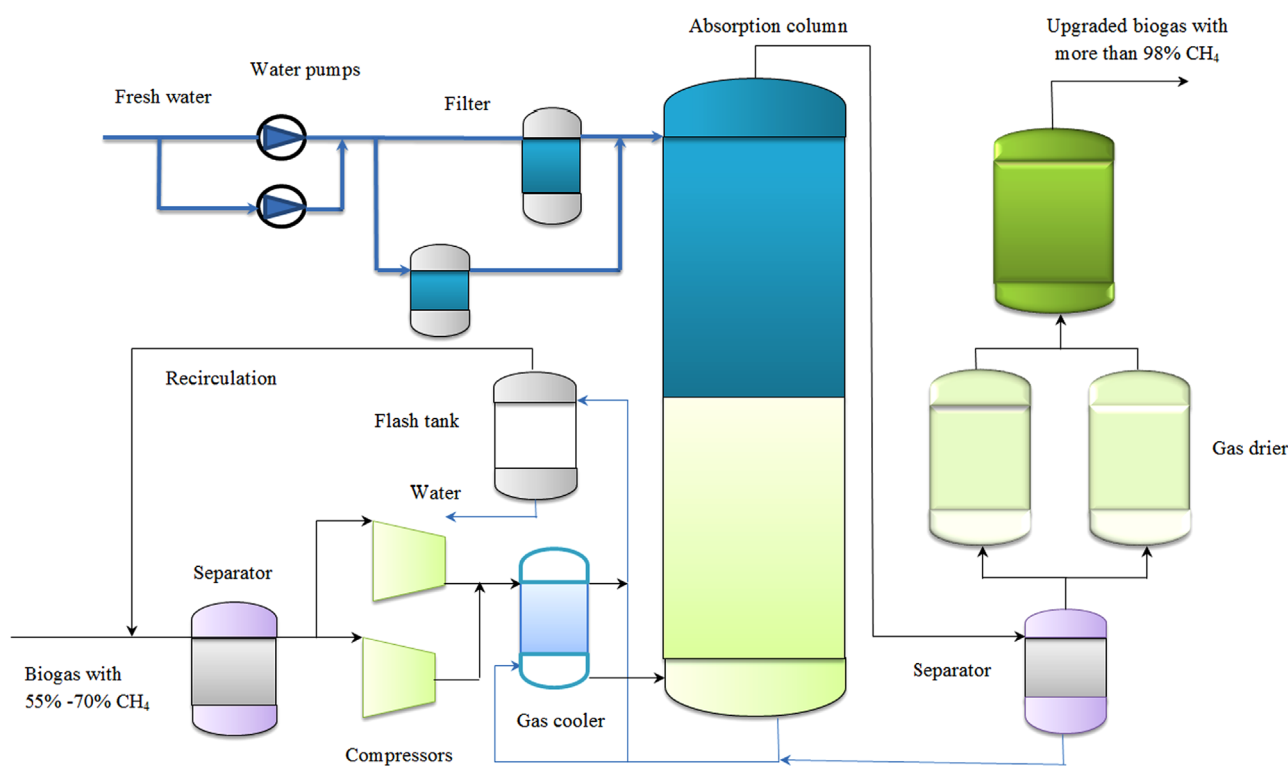 Absorption column
Upgraded biogas with
more than 98% CH₄
Water pumps
Fresh water
Filter
Recirculation
Flash tank
Gas drier
Water
Separator
Separator
Biogas with
55% -70% CH₄
Gas cooler
Compressors